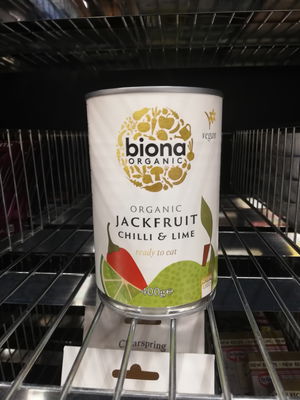 biona
ORGANIC
vegan
ORGANIC
JACKFRUIT
CHILLI & LIME
ready to eat
400g℮
Clearspring